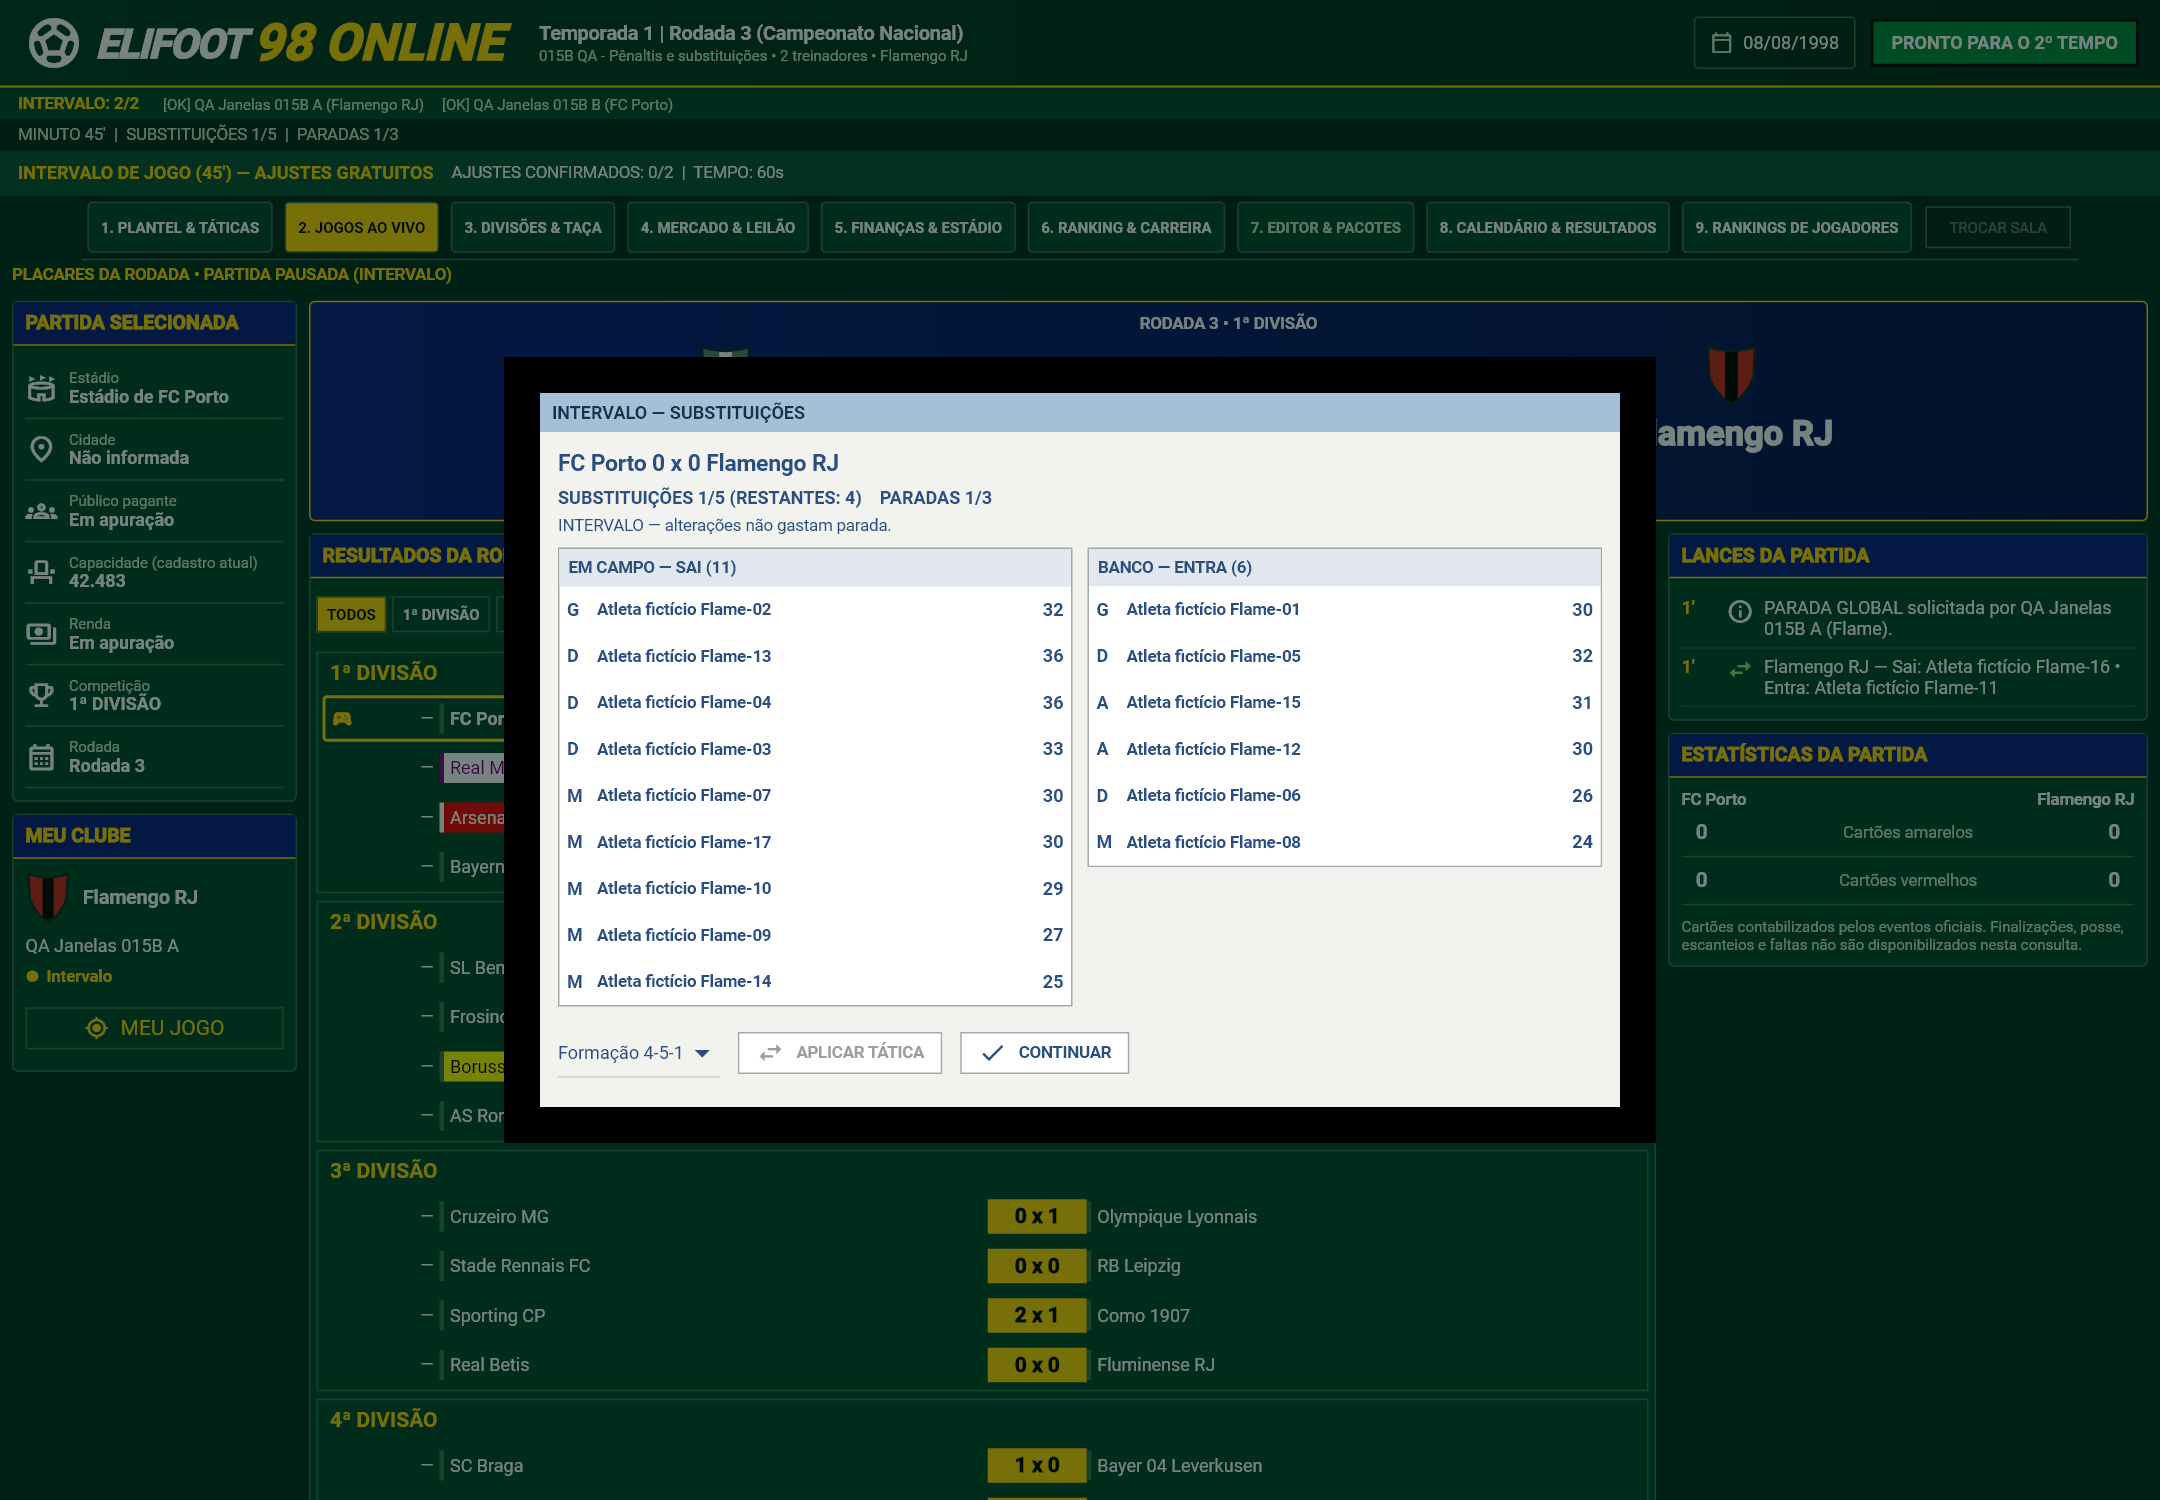 ELIFOOT 98 ONLINE
Temporada 1 | Rodada 3 (Campeonato Nacional)
015B QA - Pênaltis e substituições • 2 treinadores • Flamengo RJ
08/08/1998
PRONTO PARA O 2º TEMPO
INTERVALO: 2/2 [OK] QA Janelas 015B A (Flamengo RJ) [OK] QA Janelas 015B B (FC Porto)
MINUTO 45' | SUBSTITUIÇÕES 1/5 | PARADAS 1/3
INTERVALO DE JOGO (45') — AJUSTES GRATUITOS AJUSTES CONFIRMADOS: 0/2 | TEMPO: 60s
1. PLANTEL & TÁTICAS
2. JOGOS AO VIVO
3. DIVISÕES & TAÇA
4. MERCADO & LEILÃO
5. FINANÇAS & ESTÁDIO
6. RANKING & CARREIRA
7. EDITOR & PACOTES
8. CALENDÁRIO & RESULTADOS
9. RANKINGS DE JOGADORES
TROCAR SALA
PLACARES DA RODADA • PARTIDA PAUSADA (INTERVALO)
PARTIDA SELECIONADA
Estádio
Estádio de FC Porto
Cidade
Não informada
Público pagante
Em apuração
Capacidade (cadastro atual)
42.483
Renda
Em apuração
Competição
1ª DIVISÃO
Rodada
Rodada 3
MEU CLUBE
Flamengo RJ
QA Janelas 015B A
Intervalo
MEU JOGO
RODADA 3 • 1ª DIVISÃO
lamengo RJ
INTERVALO — SUBSTITUIÇÕES
FC Porto 0 x 0 Flamengo RJ
SUBSTITUIÇÕES 1/5 (RESTANTES: 4) PARADAS 1/3
INTERVALO — alterações não gastam parada.
EM CAMPO — SAI (11)
G Atleta fictício Flame-02 32
D Atleta fictício Flame-13 36
D Atleta fictício Flame-04 36
D Atleta fictício Flame-03 33
M Atleta fictício Flame-07 30
M Atleta fictício Flame-17 30
M Atleta fictício Flame-10 29
M Atleta fictício Flame-09 27
M Atleta fictício Flame-14 25
BANCO — ENTRA (6)
G Atleta fictício Flame-01 30
D Atleta fictício Flame-05 32
A Atleta fictício Flame-15 31
A Atleta fictício Flame-12 30
D Atleta fictício Flame-06 26
M Atleta fictício Flame-08 24
Formação 4-5-1
APLICAR TÁTICA
CONTINUAR
RESULTADOS DA RO
TODOS
1ª DIVISÃO
1ª DIVISÃO
— FC Por
— Real M
— Arsena
— Bayern
2ª DIVISÃO
— SL Ben
— Frosino
— Boruss
— AS Ror
3ª DIVISÃO
— Cruzeiro MG 0 x 1 Olympique Lyonnais
— Stade Rennais FC 0 x 0 RB Leipzig
— Sporting CP 2 x 1 Como 1907
— Real Betis 0 x 0 Fluminense RJ
4ª DIVISÃO
— SC Braga 1 x 0 Bayer 04 Leverkusen
LANCES DA PARTIDA
1' PARADA GLOBAL solicitada por QA Janelas
015B A (Flame).
1' Flamengo RJ — Sai: Atleta fictício Flame-16 •
Entra: Atleta fictício Flame-11
ESTATÍSTICAS DA PARTIDA
FC Porto Flamengo RJ
0 Cartões amarelos 0
0 Cartões vermelhos 0
Cartões contabilizados pelos eventos oficiais. Finalizações, posse,
escanteios e faltas não são disponibilizados nesta consulta.